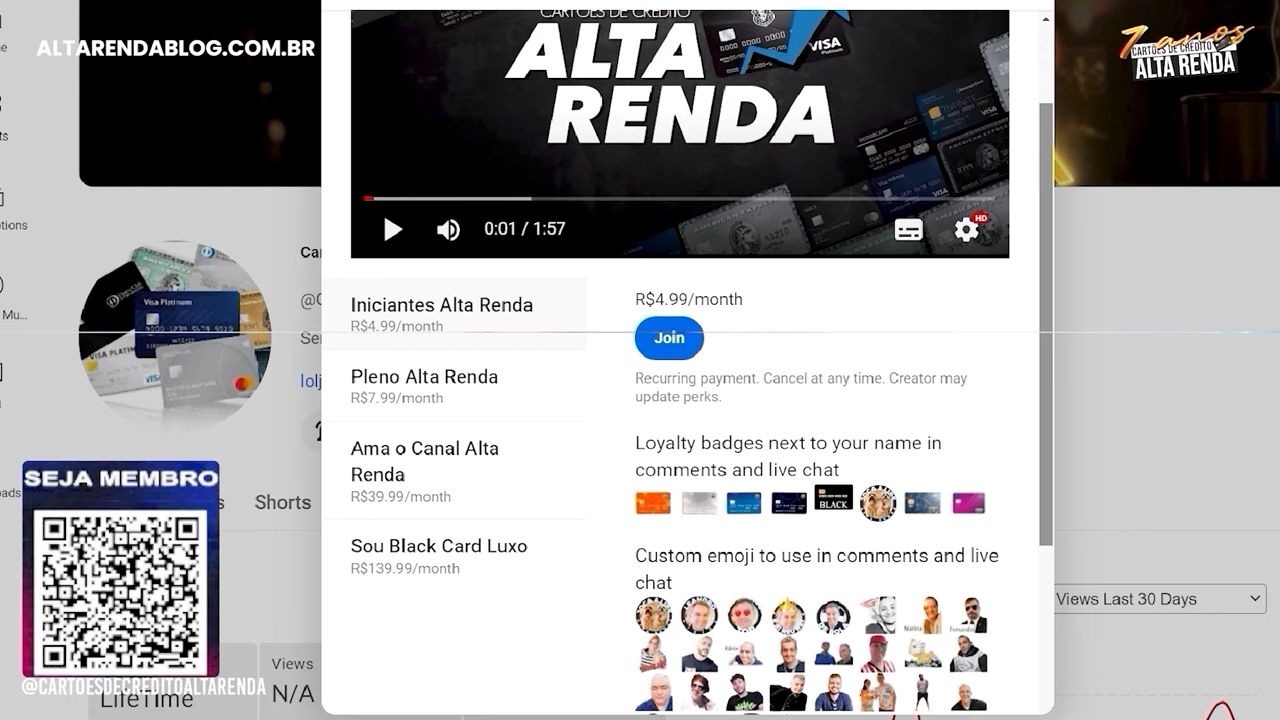 ALTARENDABLOG.COM.BR
CARTÕES DE CRÉDITO
ALTA
RENDA
VISA
7 anos
CARTÕES DE CRÉDITO
ALTA RENDA
0:01 / 1:57
HD
Visa Platinum
Iniciantes Alta Renda
R$4.99/month
Pleno Alta Renda
R$7.99/month
Ama o Canal Alta
Renda
R$39.99/month
Sou Black Card Luxo
R$139.99/month
R$4.99/month
Join
Recurring payment. Cancel at any time. Creator may
update perks.
Loyalty badges next to your name in
comments and live chat
BLACK
Custom emoji to use in comments and live
chat
SEJA MEMBRO
Shorts
Views Last 30 Days
Views
N/A
@CARTOESDECREDITOALTARENDA
LifeTime